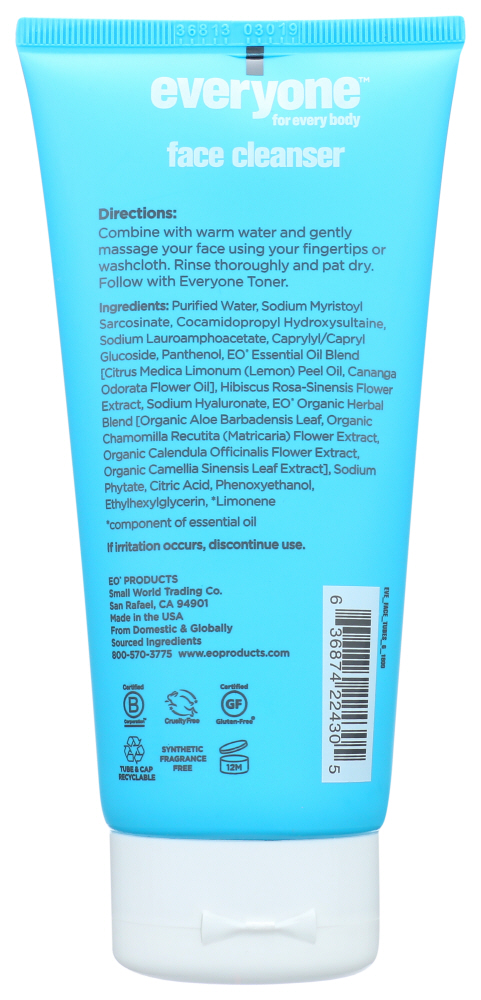 36813 03019
everyone™
for every body
face cleanser
Directions:
Combine with warm water and gently
massage your face using your fingertips or
washcloth. Rinse thoroughly and pat dry.
Follow with Everyone Toner.
Ingredients: Purified Water, Sodium Myristoyl
Sarcosinate, Cocamidopropyl Hydroxysultaine,
Sodium Lauroamphoacetate, Caprylyl/Capryl
Glucoside, Panthenol, EO® Essential Oil Blend
[Citrus Medica Limonum (Lemon) Peel Oil, Cananga
Odorata Flower Oil], Hibiscus Rosa-Sinensis Flower
Extract, Sodium Hyaluronate, EO® Organic Herbal
Blend [Organic Aloe Barbadensis Leaf, Organic
Chamomilla Recutita (Matricaria) Flower Extract,
Organic Calendula Officinalis Flower Extract,
Organic Camellia Sinensis Leaf Extract], Sodium
Phytate, Citric Acid, Phenoxyethanol,
Ethylhexylglycerin, *Limonene
*component of essential oil
If irritation occurs, discontinue use.
EO® PRODUCTS
Small World Trading Co.
San Rafael, CA 94901
Made in the USA
From Domestic & Globally
Sourced Ingredients
800-570-3775 www.eoproducts.com
6 36874 22430 5
Certified
B
Corporation
CrueltyFree
Certified
GF
Gluten-Free®
TUBE & CAP
RECYCLABLE
SYNTHETIC
FRAGRANCE
FREE
12M